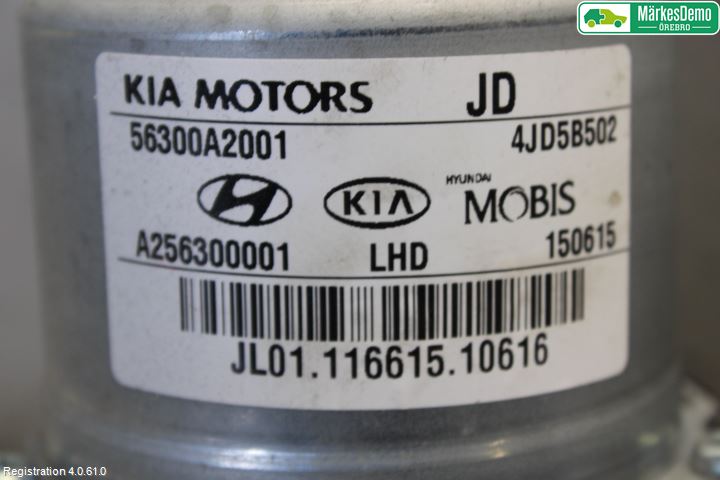 MärkesDemo
ÖREBRO
KIA MOTORS JD
56300A2001 4JD5B502
KIA HYUNDAI MOBIS
A256300001 LHD 150615
JL01.116615.10616
Registration 4.0.61.0